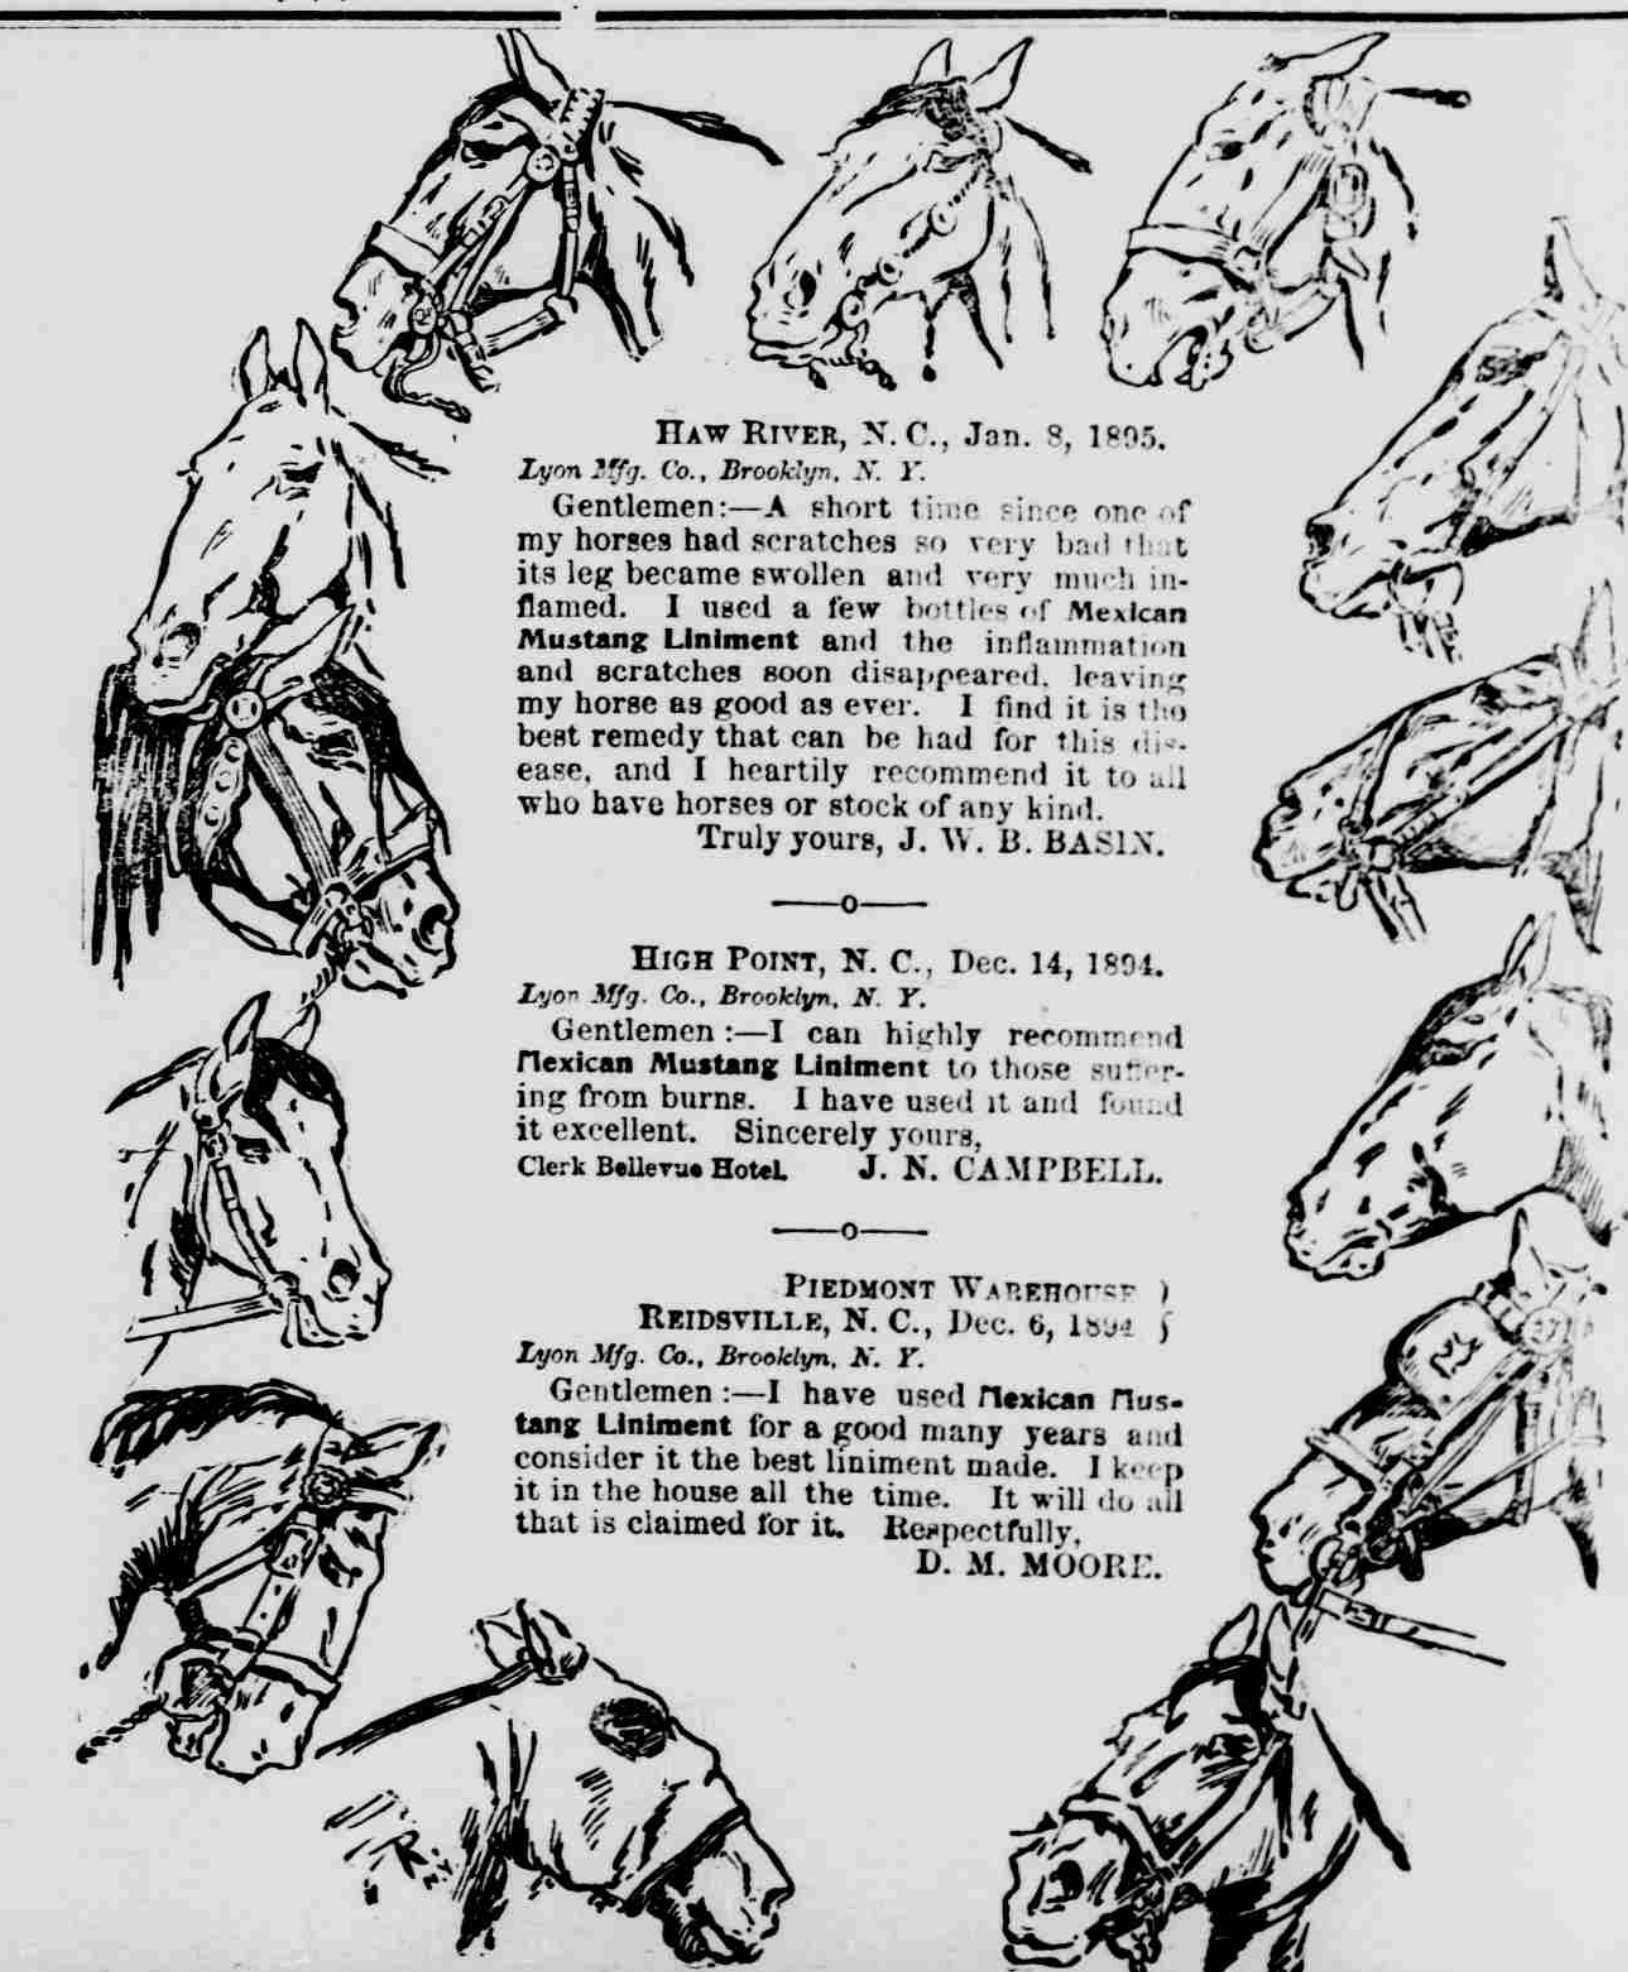 HAW RIVER, N. C., Jan. 8, 1895.
Lyon Mfg. Co., Brooklyn, N. Y.
Gentlemen:—A short time since one of
my horses had scratches so very bad that
its leg became swollen and very much in-
flamed. I used a few bottles of Mexican
Mustang Liniment and the inflammation
and scratches soon disappeared, leaving
my horse as good as ever. I find it is the
best remedy that can be had for this dis-
ease, and I heartily recommend it to all
who have horses or stock of any kind.
Truly yours, J. W. B. BASIN.
HIGH POINT, N. C., Dec. 14, 1894.
Lyon Mfg. Co., Brooklyn, N. Y.
Gentlemen:—I can highly recommend
Mexican Mustang Liniment to those suffer-
ing from burns. I have used it and found
it excellent. Sincerely yours,
Clerk Bellevue Hotel. J. N. CAMPBELL.
PIEDMONT WAREHOUSE
REIDSVILLE, N. C., Dec. 6, 1894
Lyon Mfg. Co., Brooklyn, N. Y.
Gentlemen:—I have used Mexican Mus-
tang Liniment for a good many years and
consider it the best liniment made. I keep
it in the house all the time. It will do all
that is claimed for it. Respectfully,
D. M. MOORE.